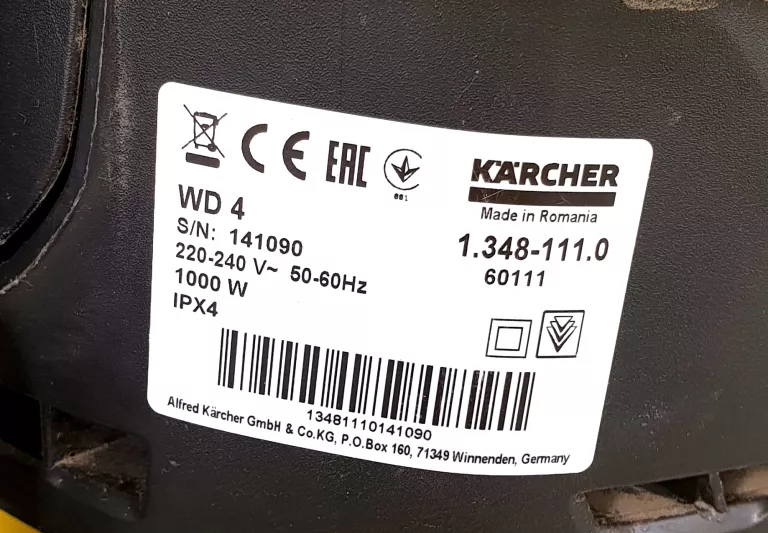 CE EAC
001
KÄRCHER
Made in Romania
WD 4
S/N: 141090
220-240 V~ 50-60Hz
1000 W
IPX4
1.348-111.0
60111
13481110141090
Alfred Kärcher GmbH & Co.KG, P.O.Box 160, 71349 Winnenden, Germany